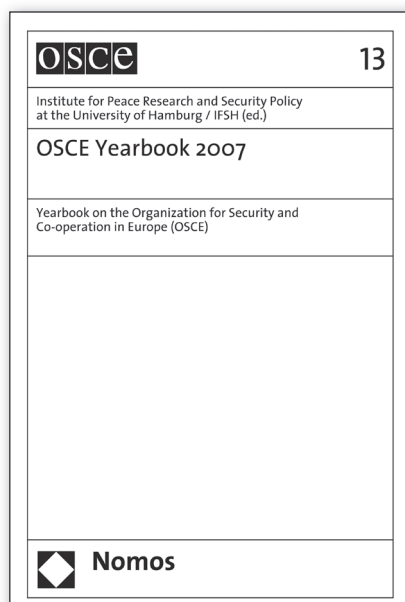 osce 13
Institute for Peace Research and Security Policy
at the University of Hamburg / IFSH (ed.)
OSCE Yearbook 2007
Yearbook on the Organization for Security and
Co-operation in Europe (OSCE)
Nomos